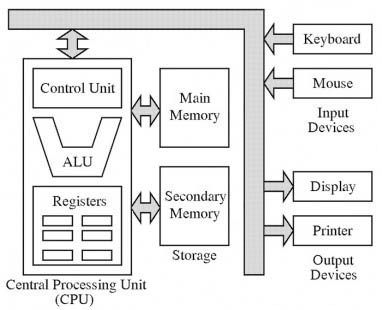 Control Unit
ALU
Registers
Central Processing Unit
(CPU)
Main
Memory
Secondary
Memory
Storage
Keyboard
Mouse
Input
Devices
Display
Printer
Output
Devices